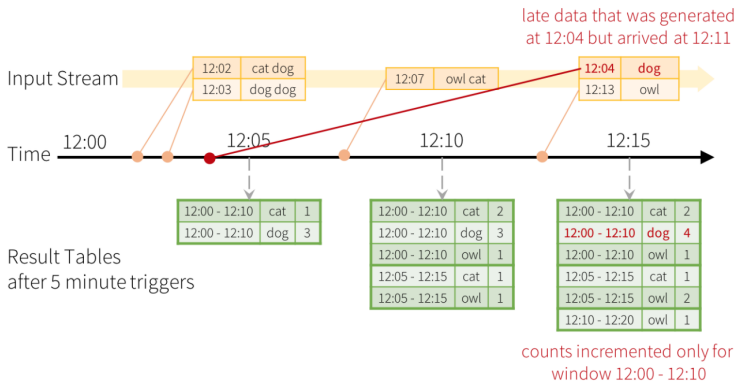 late data that was generated
at 12:04 but arrived at 12:11
Input Stream
12:02 cat dog
12:03 dog dog
12:07 owl cat
12:04 dog
12:13 owl
Time
12:00
12:05
12:10
12:15
Result Tables
after 5 minute triggers
12:00 - 12:10 cat 1
12:00 - 12:10 dog 3
12:00 - 12:10 cat 2
12:00 - 12:10 dog 3
12:00 - 12:10 owl 1
12:05 - 12:15 cat 1
12:05 - 12:15 owl 1
12:00 - 12:10 cat 2
12:00 - 12:10 dog 4
12:00 - 12:10 owl 1
12:05 - 12:15 cat 1
12:05 - 12:15 owl 2
12:10 - 12:20 owl 1
counts incremented only for
window 12:00 - 12:10